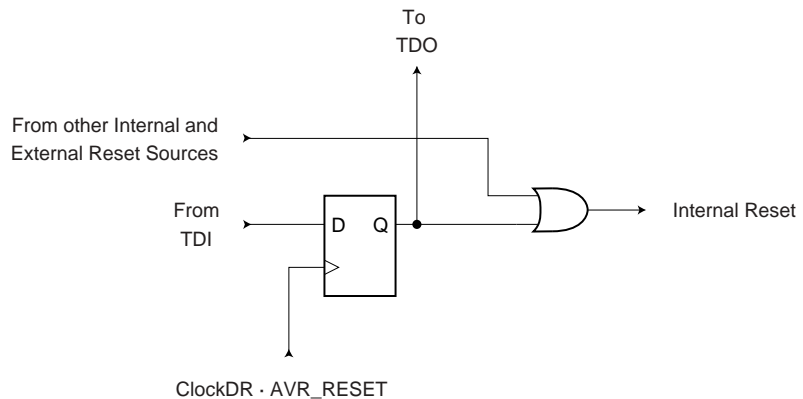 To
TDO
From other Internal and
External Reset Sources
From
TDI
D Q
Internal Reset
ClockDR · AVR_RESET